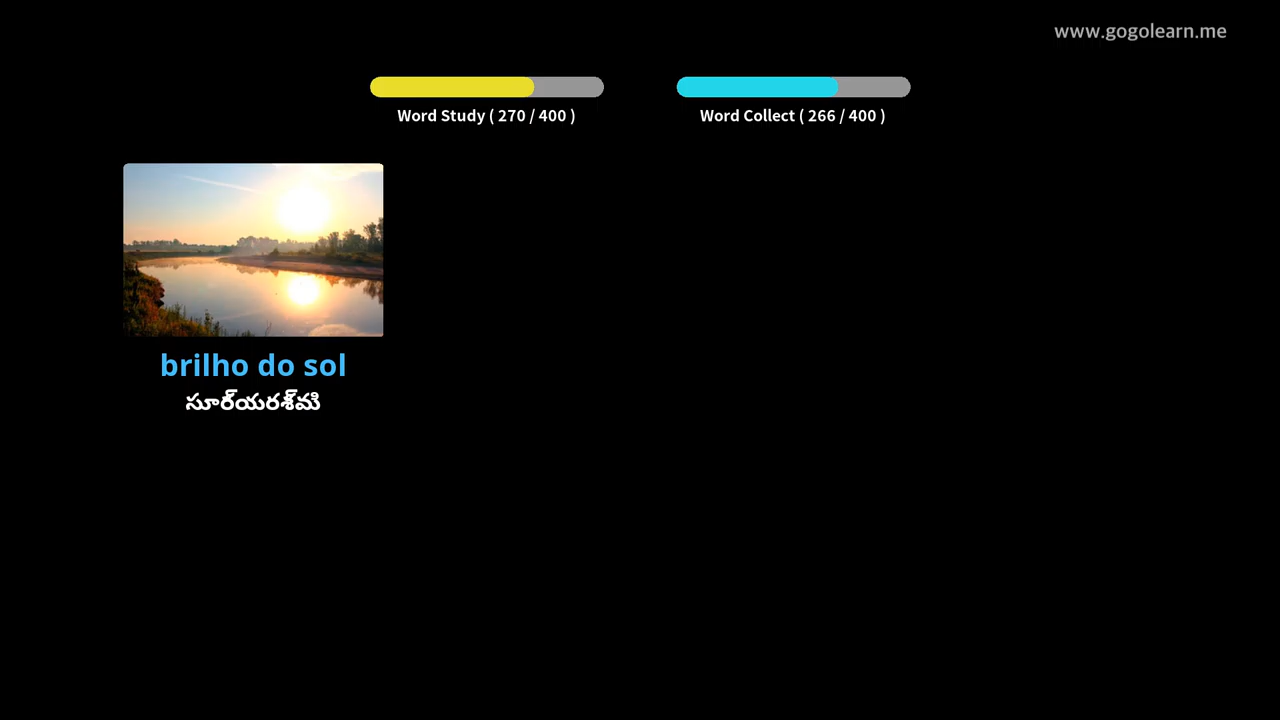 www.gogolearn.me
Word Study ( 270 / 400 )
Word Collect ( 266 / 400 )
brilho do sol
సూర్‌యరశ్‌మి